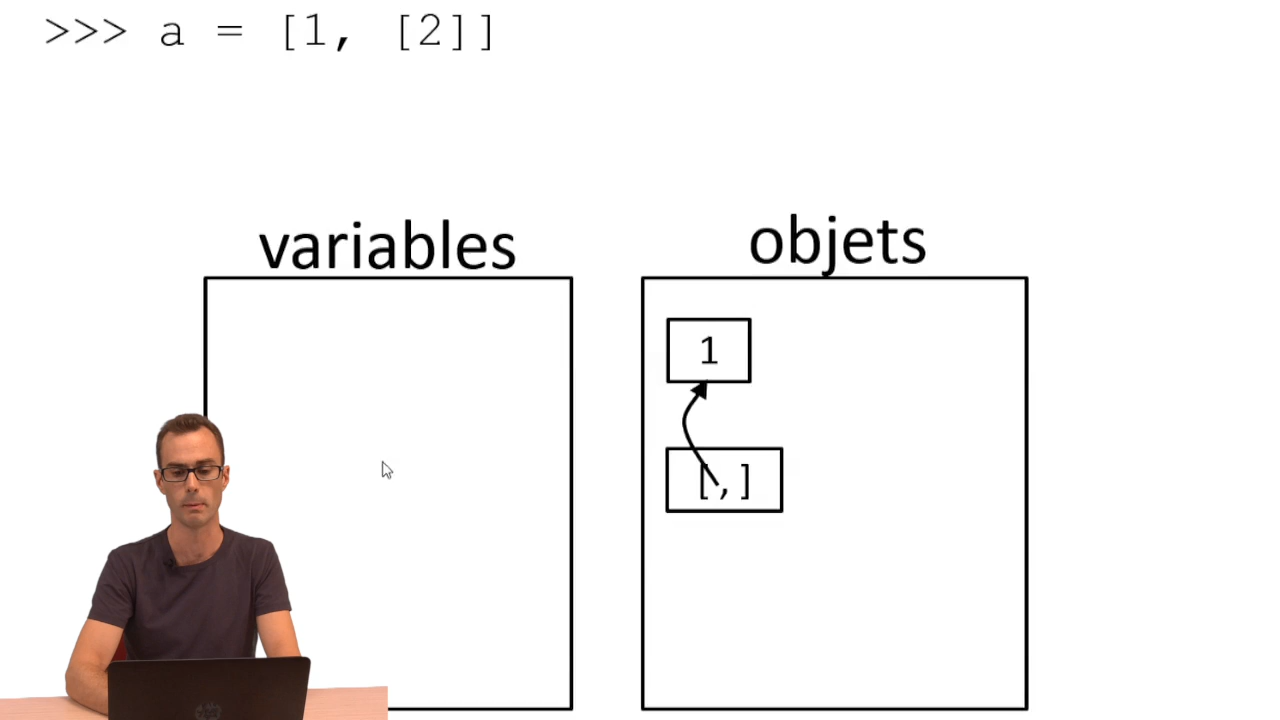 >>> a = [1, [2]]
variables
objets
1
[,]